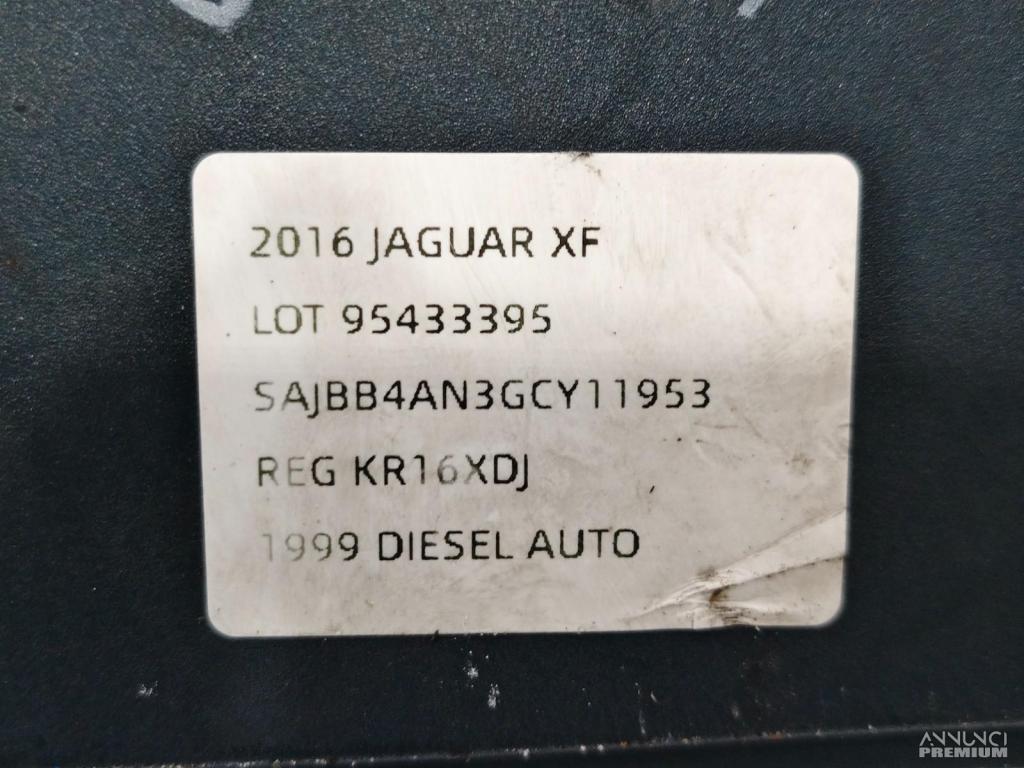 2016 JAGUAR XF
LOT 95433395
SAJBB4AN3GCY11953
REG KR16XDJ
1999 DIESEL AUTO
ANNUNCI
PREMIUM